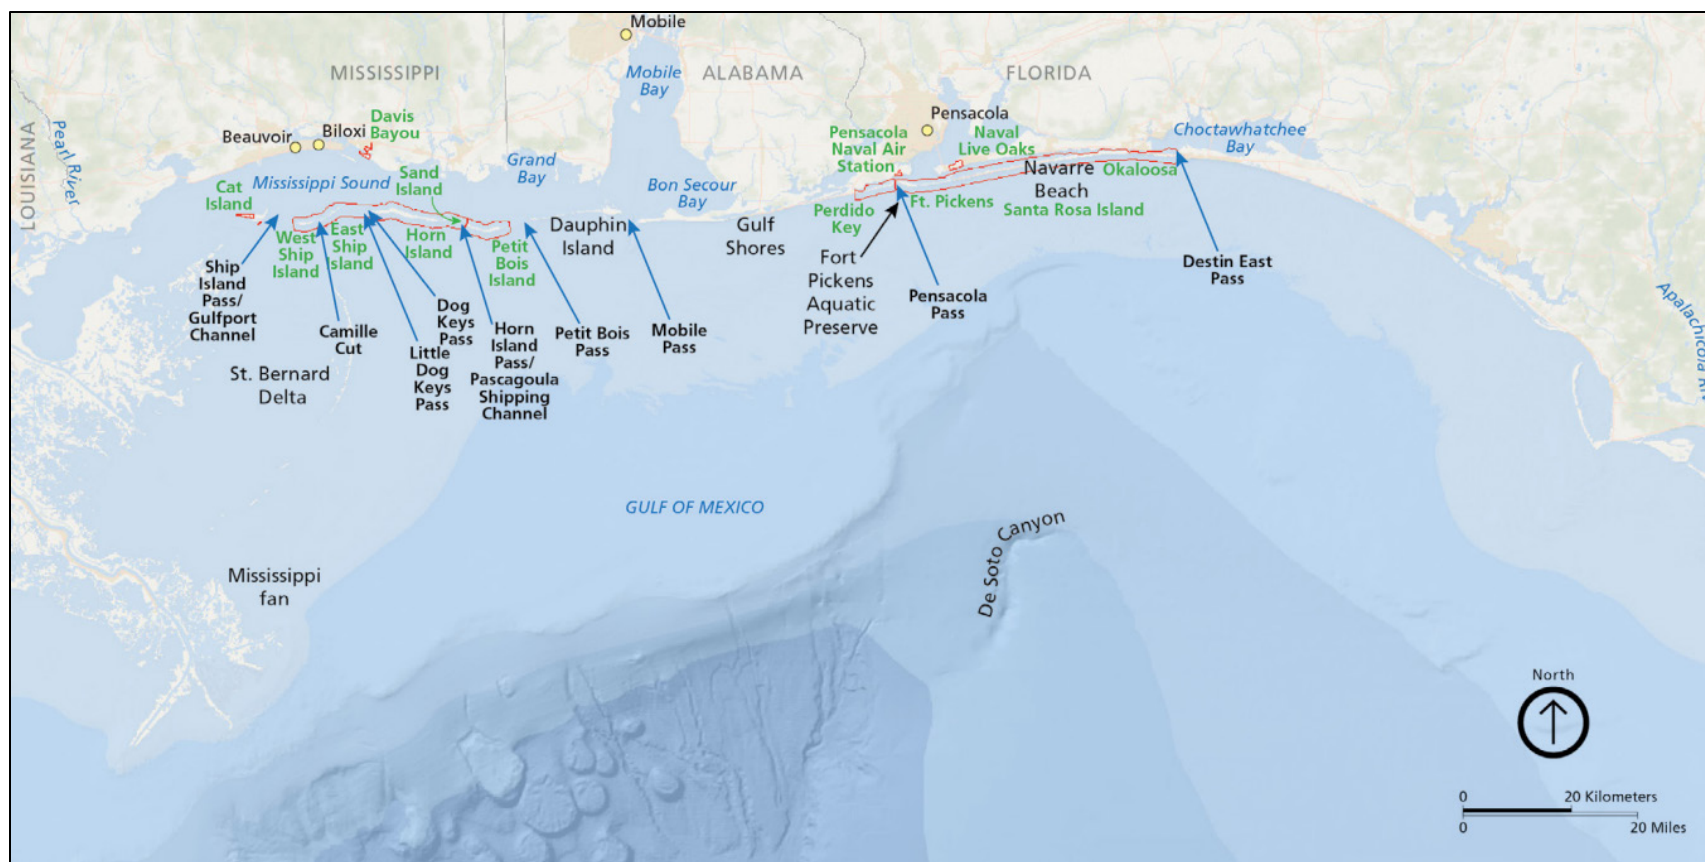 Mobile
MISSISSIPPI
Mobile
Bay
ALABAMA
FLORIDA
LOUISIANA
Pearl River
Beauvoir
Biloxi
Davis
Bayou
Pensacola
Pensacola
Naval Air
Station
Naval
Live Oaks
Choctawhatchee
Bay
Grand
Bay
Cat
Island
Mississippi Sound
Sand
Island
Bon Secour
Bay
Navarre
Beach
Okaloosa
Perdido
Key
Ft. Pickens
Santa Rosa Island
West
Ship
Island
East
Ship
Island
Horn
Island
Petit
Bois
Island
Dauphin
Island
Gulf
Shores
Fort
Pickens
Aquatic
Preserve
Ship
Island
Pass/
Gulfport
Channel
Camille
Cut
Dog
Keys
Pass
Little
Dog
Keys
Pass
Horn
Island
Pass/
Pascagoula
Shipping
Channel
Petit Bois
Pass
Mobile
Pass
Pensacola
Pass
Destin East
Pass
St. Bernard
Delta
GULF OF MEXICO
De Soto Canyon
Mississippi
fan
North
0 20 Kilometers
0 20 Miles
Apalachicola